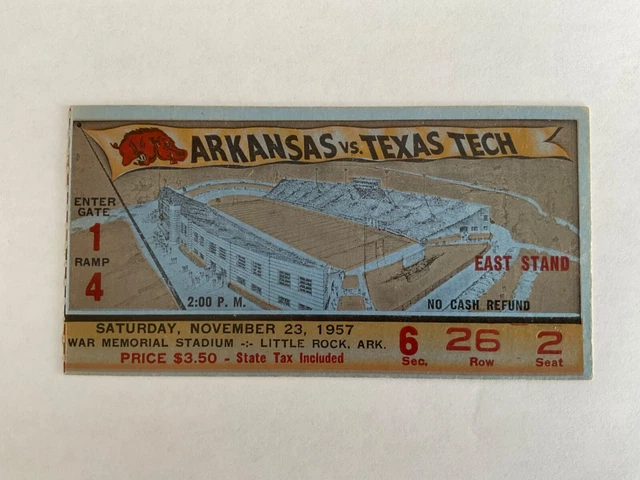 ARKANSAS VS. TEXAS TECH
ENTER
GATE
1
RAMP
4
EAST STAND
2:00 P. M.
NO CASH REFUND
SATURDAY, NOVEMBER 23, 1957
WAR MEMORIAL STADIUM -:- LITTLE ROCK, ARK.
PRICE $3.50 - State Tax Included
6 26 2
Sec. Row Seat